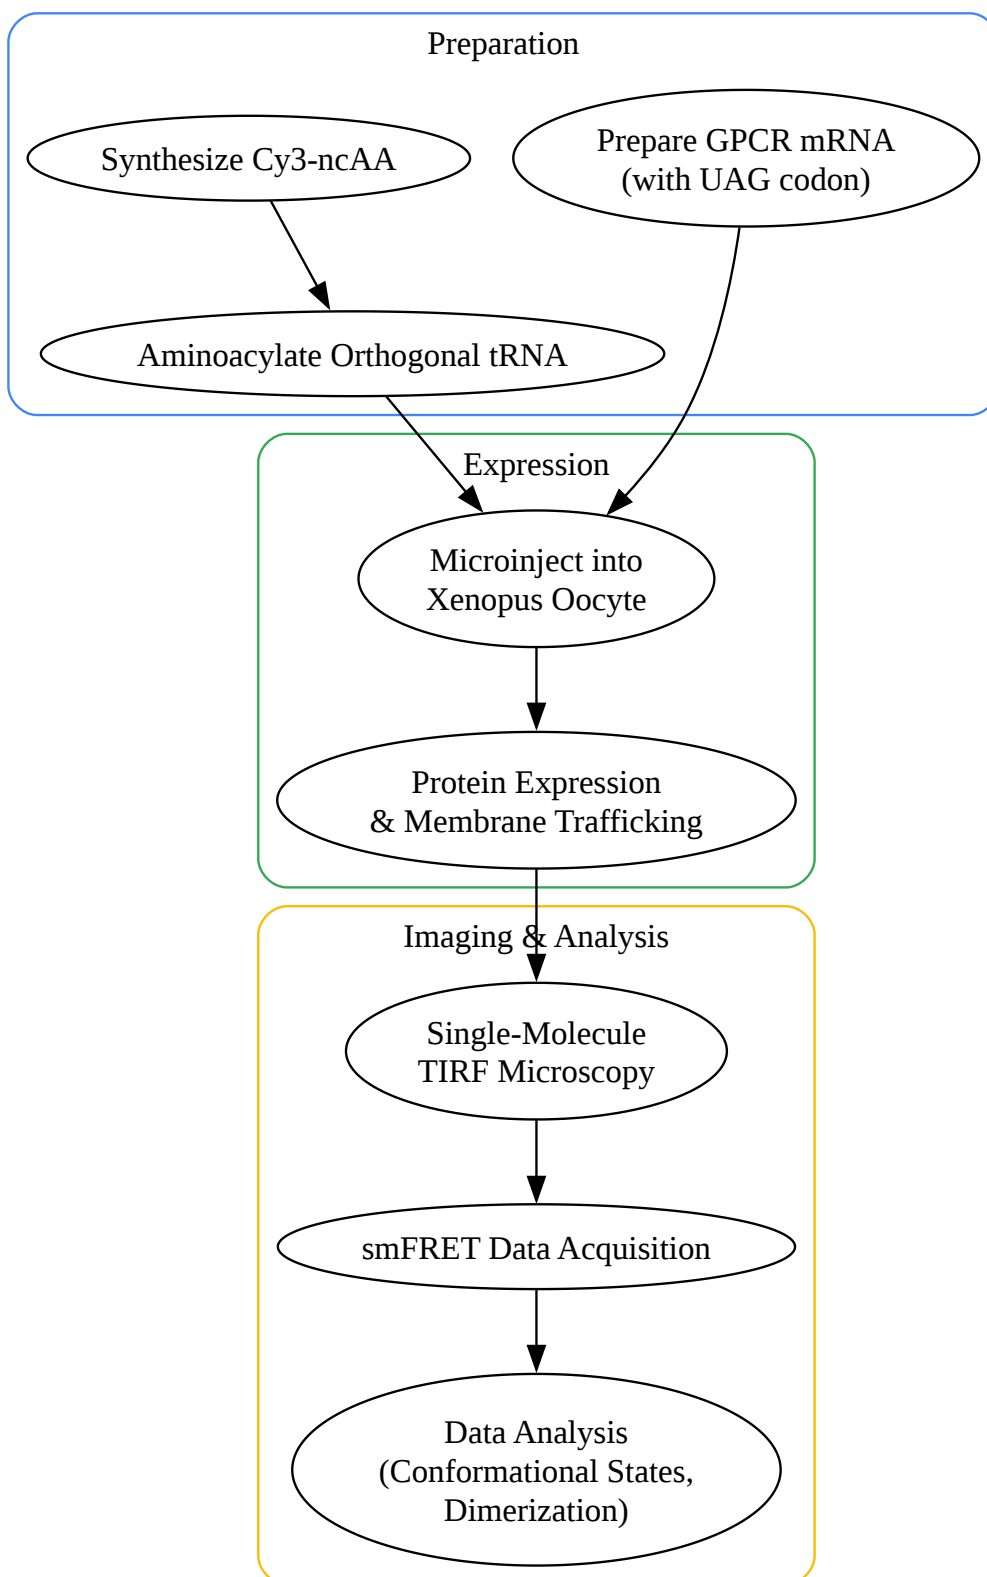 Preparation
Synthesize Cy3-ncAA
Prepare GPCR mRNA
(with UAG codon)
Aminoacylate Orthogonal tRNA
Expression
Microinject into
Xenopus Oocyte
Protein Expression
& Membrane Trafficking
Imaging & Analysis
Single-Molecule
TIRF Microscopy
smFRET Data Acquisition
Data Analysis
(Conformational States,
Dimerization)